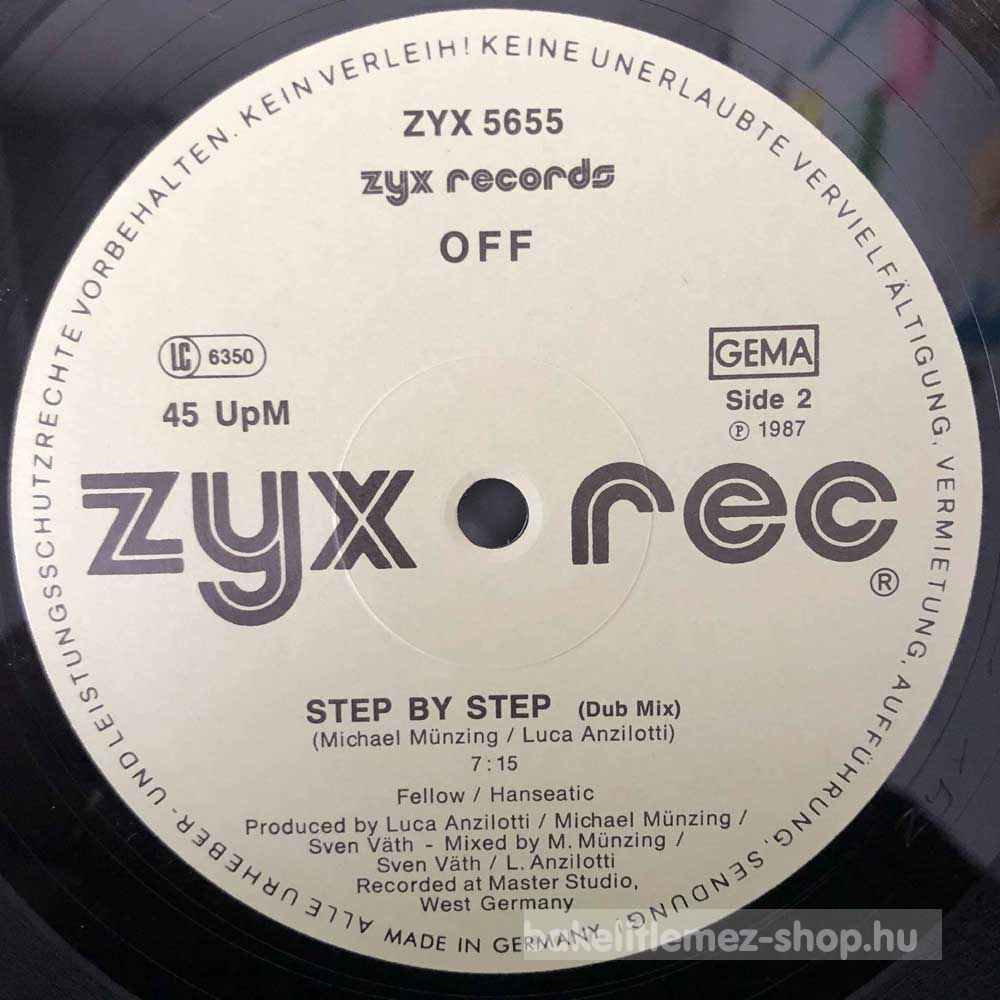 ALLE URHEBER- UND LEISTUNGSSCHUTZRECHTE VORBEHALTEN. KEIN VERLEIH! KEINE UNERLAUBTE VERVIELFÄLTIGUNG, VERMIETUNG, AUFFÜHRUNG, SENDUNG!
ZYX 5655
zyx records
OFF
LC 6350
GEMA
45 UpM
Side 2
℗ 1987
zyx rec
®
STEP BY STEP (Dub Mix)
(Michael Münzing / Luca Anzilotti)
7:15
Fellow / Hanseatic
Produced by Luca Anzilotti / Michael Münzing /
Sven Väth - Mixed by M. Münzing /
Sven Väth / L. Anzilotti
Recorded at Master Studio,
West Germany
MADE IN GERMANY
bakelitlemez-shop.hu